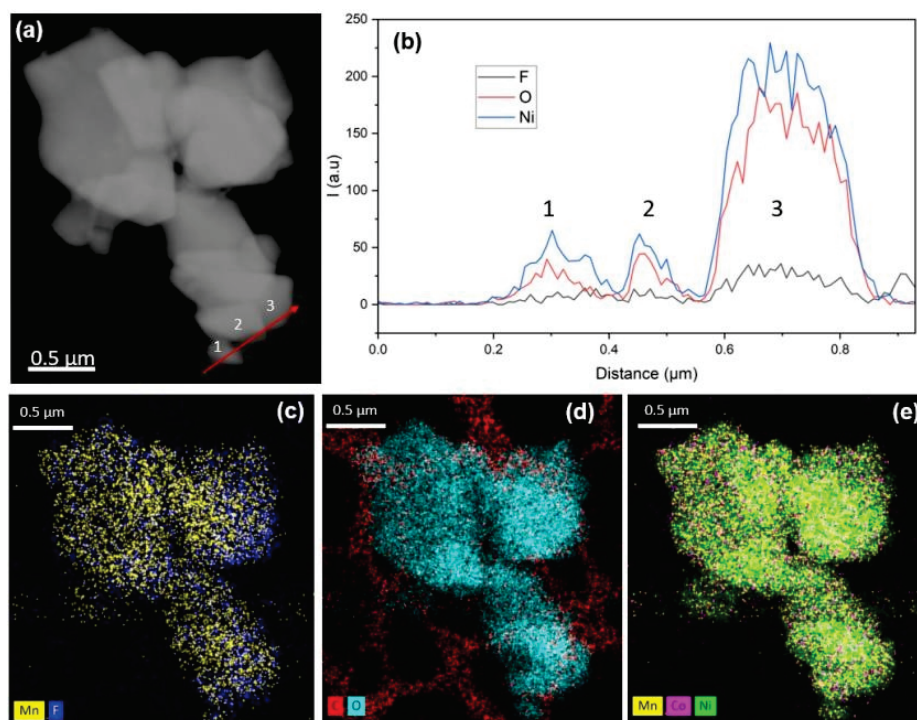 (a)
1
2
3
0.5 μm
(b)
I (a.u)
250
200
150
100
50
0
F
O
Ni
1
2
3
0.0
0.2
0.4
0.6
0.8
Distance (μm)
0.5 μm
(c)
Mn F
0.5 μm
(d)
C O
0.5 μm
(e)
Mn Co Ni